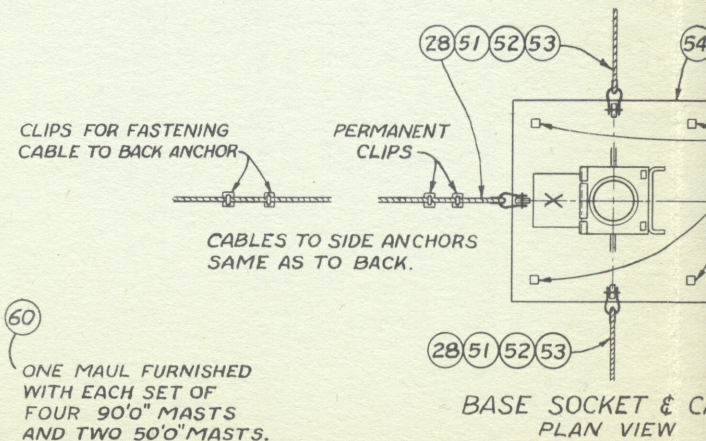 28 51 52 53
54
CLIPS FOR FASTENING
CABLE TO BACK ANCHOR
PERMANENT
CLIPS
CABLES TO SIDE ANCHORS
SAME AS TO BACK.
60
ONE MAUL FURNISHED
WITH EACH SET OF
FOUR 90'0" MASTS
AND TWO 50'0" MASTS.
28 51 52 53
BASE SOCKET &
PLAN VIEW